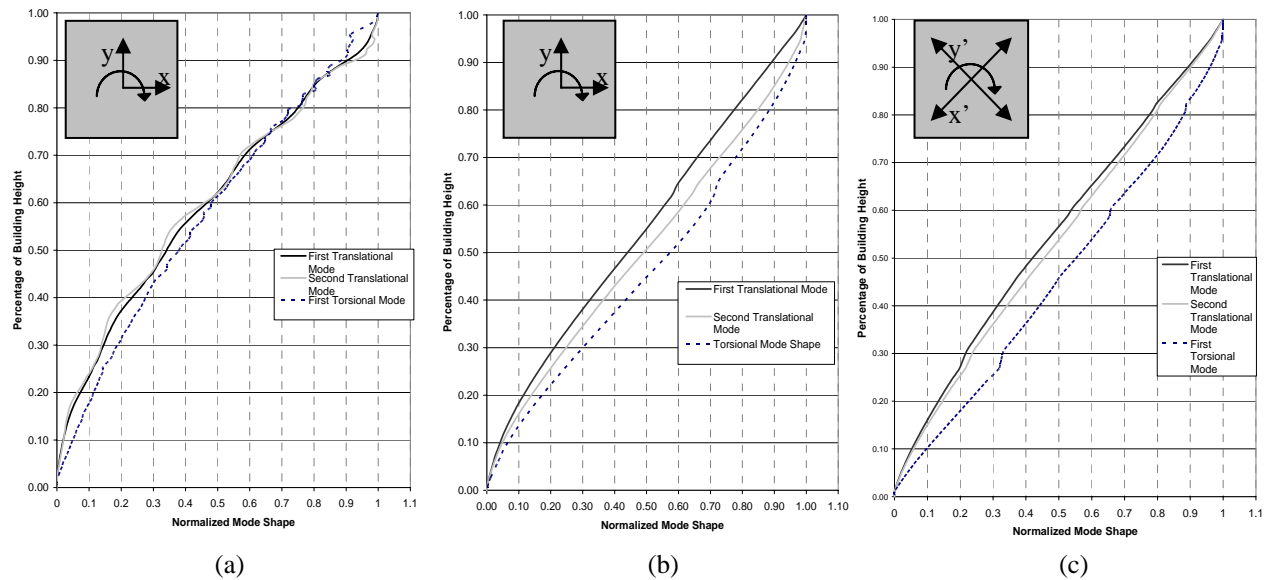 y
x
1.00
0.90
0.80
0.70
0.60
0.50
0.40
0.30
0.20
0.10
0.00
Percentage of Building Height
First Translational
Mode
Second Translational
Mode
First Torsional Mode
0 0.1 0.2 0.3 0.4 0.5 0.6 0.7 0.8 0.9 1 1.1
Normalized Mode Shape
(a)
y
x
1.00
0.90
0.80
0.70
0.60
0.50
0.40
0.30
0.20
0.10
0.00
Percentage of Building Height
First Translational Mode
Second Translational
Mode
Torsional Mode Shape
0.00 0.10 0.20 0.30 0.40 0.50 0.60 0.70 0.80 0.90 1.00 1.10
Normalized Mode Shape
(b)
y’
x’
1.00
0.90
0.80
0.70
0.60
0.50
0.40
0.30
0.20
0.10
0.00
Percentage of Building Height
First
Translational
Mode
Second
Translational
Mode
First
Torsional
Mode
0 0.1 0.2 0.3 0.4 0.5 0.6 0.7 0.8 0.9 1 1.1
Normalized Mode Shape
(c)